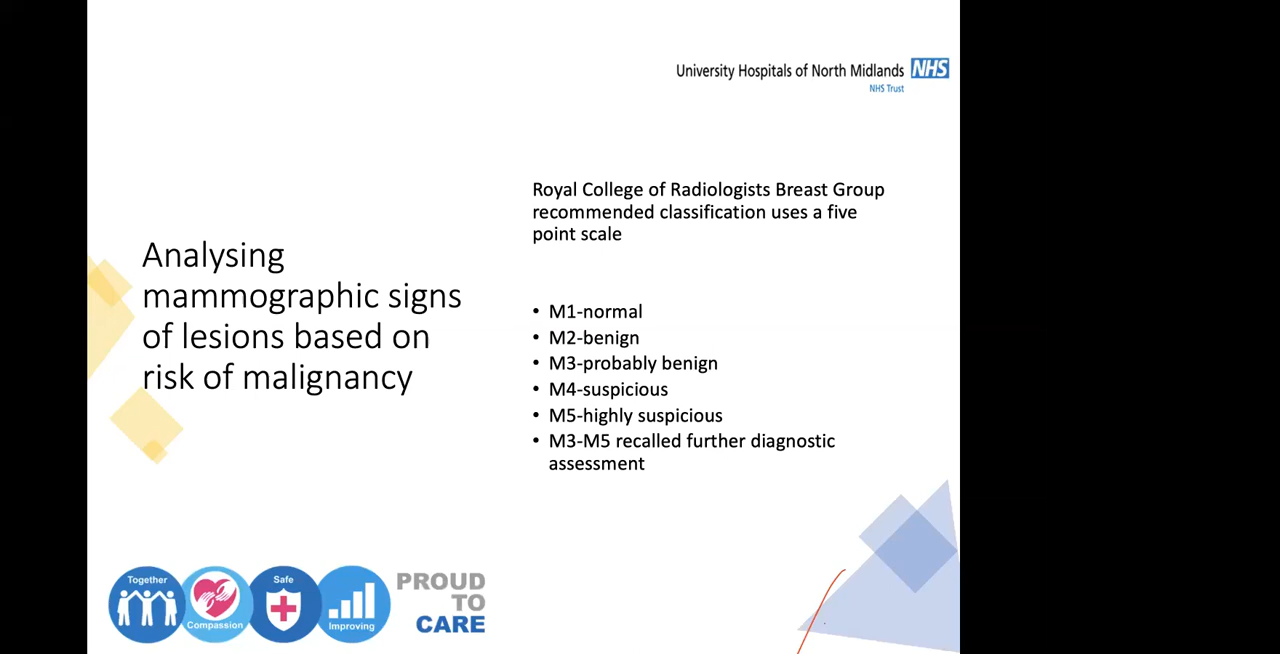 University Hospitals of North Midlands NHS
NHS Trust
Royal College of Radiologists Breast Group
recommended classification uses a five
point scale
Analysing
mammographic signs
of lesions based on
risk of malignancy
• M1-normal
• M2-benign
• M3-probably benign
• M4-suspicious
• M5-highly suspicious
• M3-M5 recalled further diagnostic
assessment
Together
Compassion
Safe
Improving
PROUD
TO
CARE